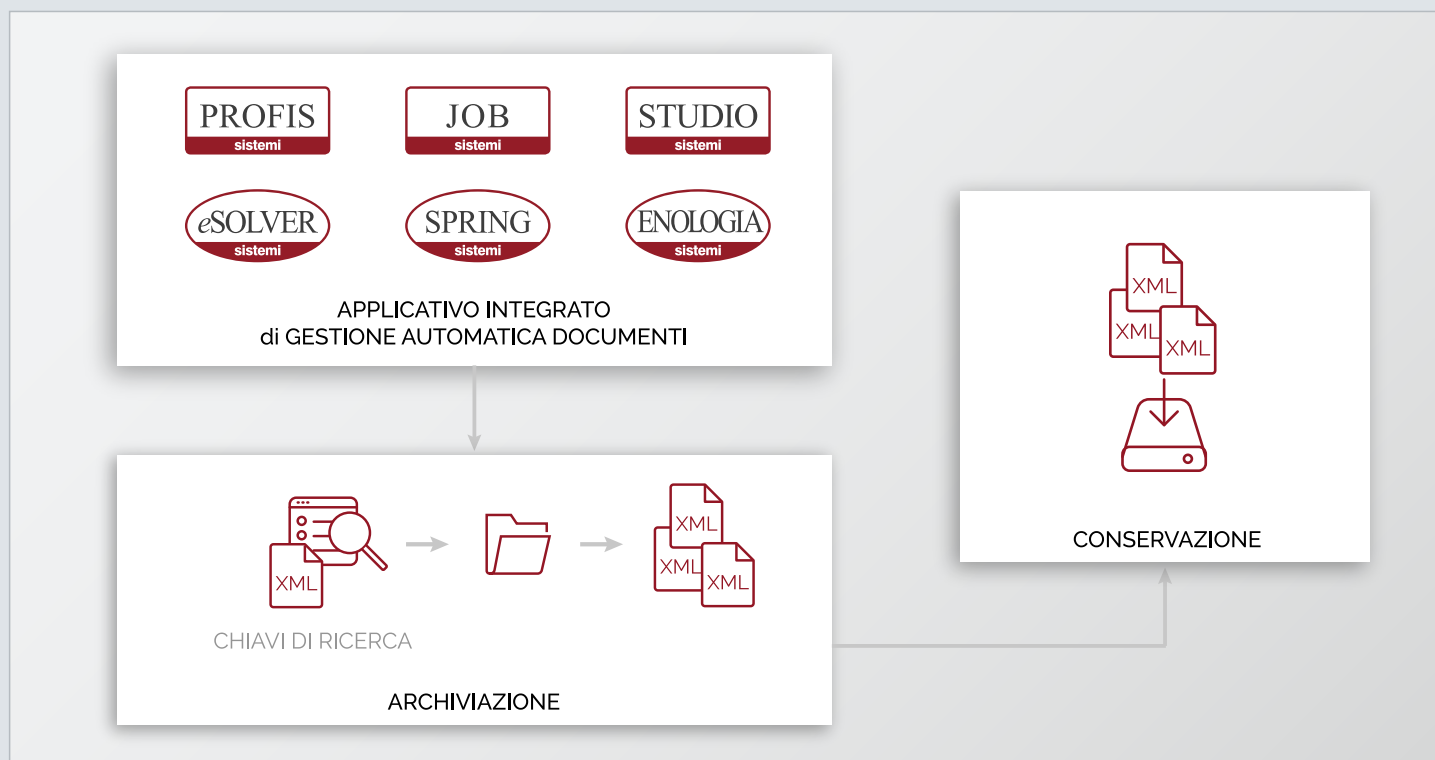 PROFIS
sistemi
JOB
sistemi
STUDIO
sistemi
eSOLVER
sistemi
SPRING
sistemi
ENOLOGIA
sistemi
APPLICATIVO INTEGRATO
di GESTIONE AUTOMATICA DOCUMENTI
XML
CHIAVI DI RICERCA
XML
XML
XML
ARCHIVIAZIONE
XML
XML
XML
CONSERVAZIONE